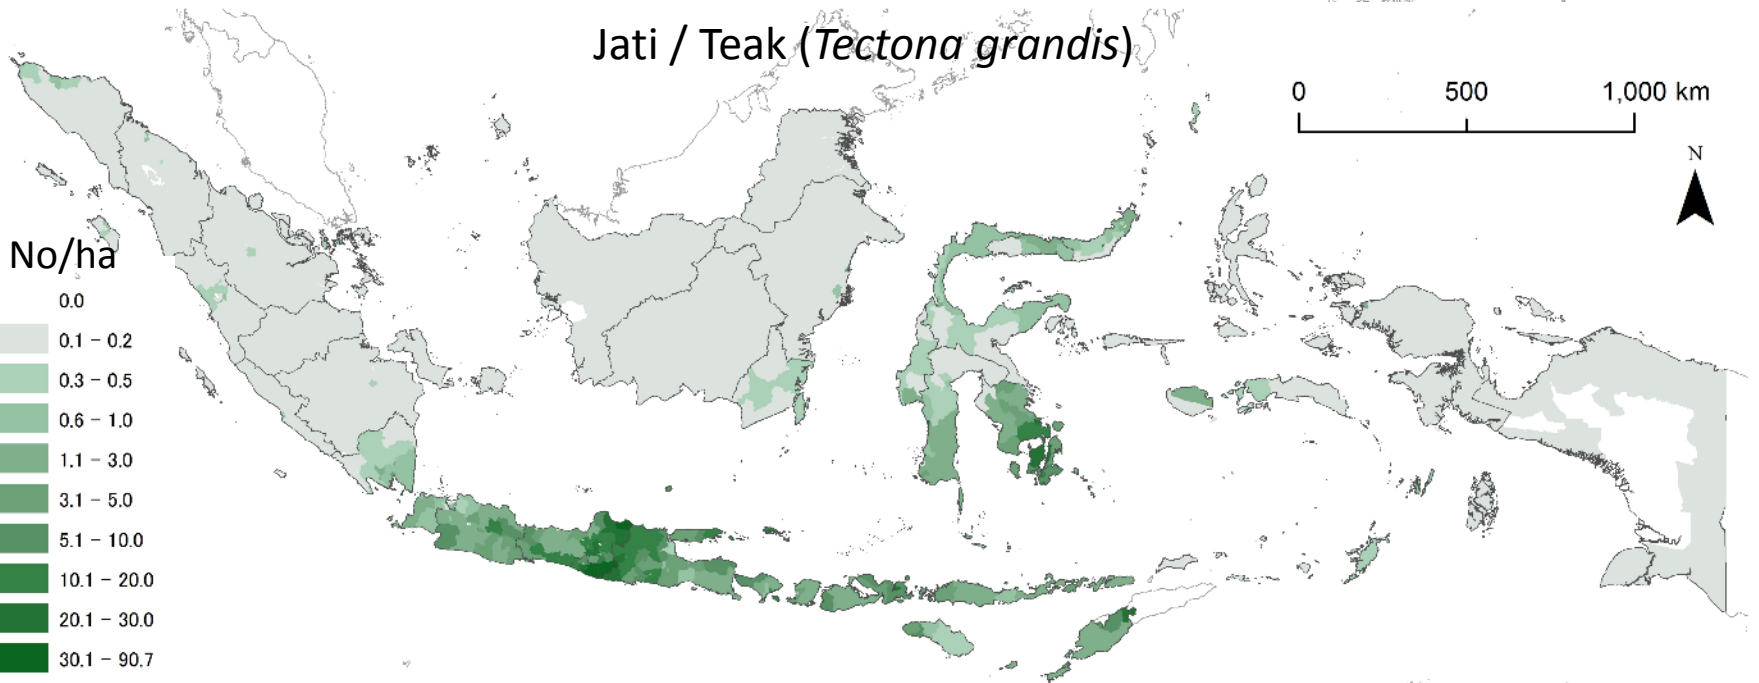 Jati / Teak (Tectona grandis)
0 500 1,000 km
N
No/ha
0.0
0.1 – 0.2
0.3 – 0.5
0.6 – 1.0
1.1 – 3.0
3.1 – 5.0
5.1 – 10.0
10.1 – 20.0
20.1 – 30.0
30.1 – 90.7